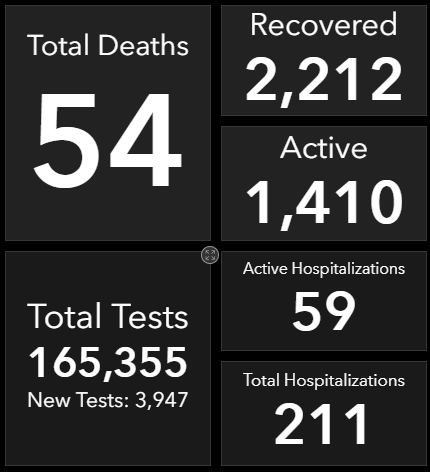 Total Deaths
54
Recovered
2,212
Active
1,410
Total Tests
165,355
New Tests: 3,947
Active Hospitalizations
59
Total Hospitalizations
211